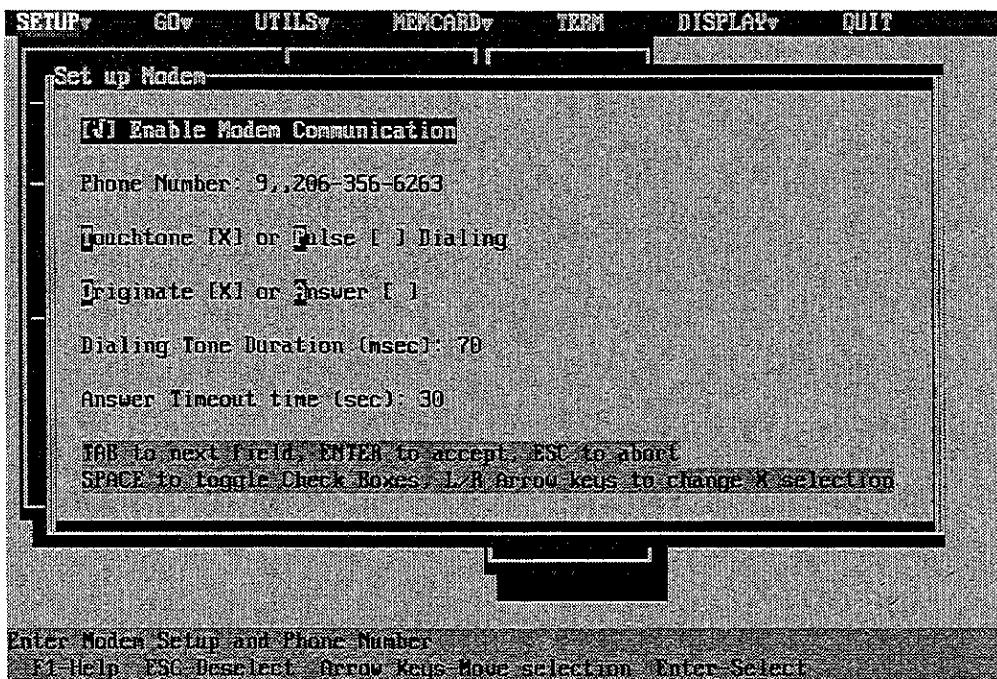 SETUP▼ GO▼ UTILS▼ MEMCARD▼ TERM DISPLAY▼ QUIT
Set up Modem
[√] Enable Modem Communication
Phone Number: 9,,206-356-6263
Touchtone [X] or Pulse [ ] Dialing
Originate [X] or Answer [ ]
Dialing Tone Duration (msec): 70
Answer Timeout time (sec): 30
TAB to next field, ENTER to accept, ESC to abort
SPACE to toggle Check Boxes, L/R Arrow keys to change X selection
Enter Modem Setup and Phone Number
F1-Help ESC-Deselect Arrow Keys-Move selection Enter-Select